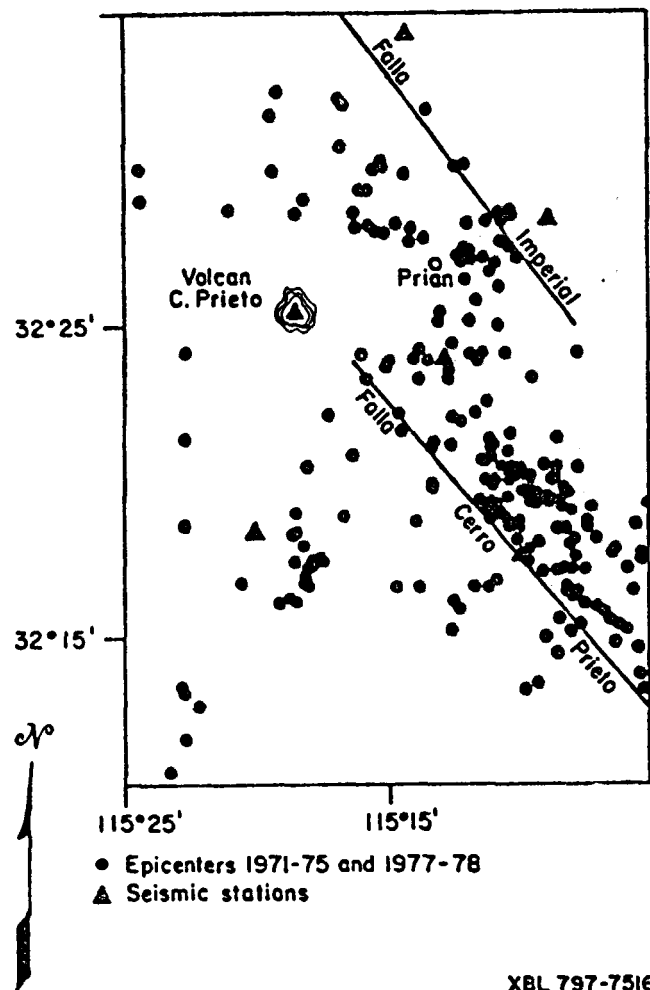 Falla
Imperial
Volcan
C. Prieto
Prian
32°25'
Falla
Cerro
Prieto
32°15'
N
115°25'
115°15'
Epicenters 1971-75 and 1977-78
Seismic stations
XBL 797-7516